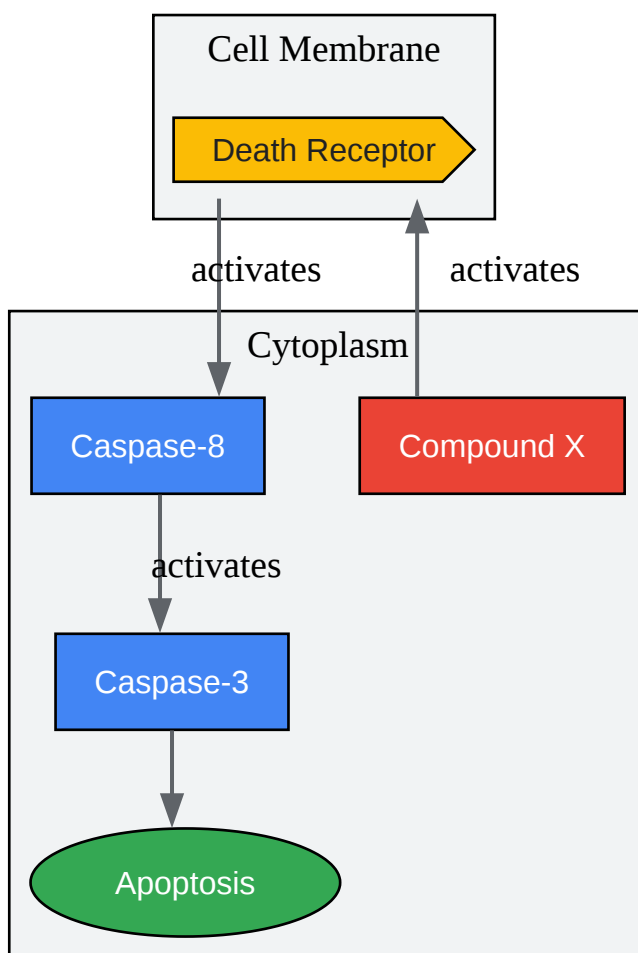 Cell Membrane
Death Receptor
activates
activates
Cytoplasm
Caspase-8
Compound X
activates
Caspase-3
Apoptosis